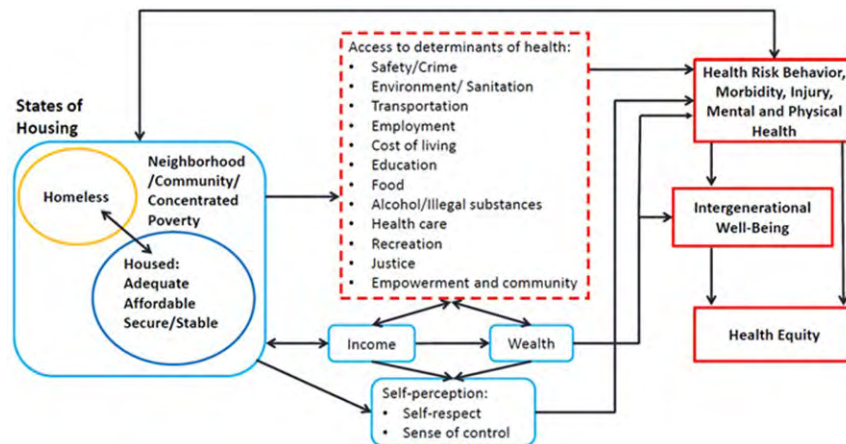 States of
Housing
Homeless
Neighborhood
/Community/
Concentrated
Poverty
Housed:
Adequate
Affordable
Secure/Stable
Access to determinants of health:
• Safety/Crime
• Environment/ Sanitation
• Transportation
• Employment
• Cost of living
• Education
• Food
• Alcohol/Illegal substances
• Health care
• Recreation
• Justice
• Empowerment and community
Income
Wealth
Self-perception:
• Self-respect
• Sense of control
Health Risk Behavior,
Morbidity, Injury,
Mental and Physical
Health
Intergenerational
Well-Being
Health Equity